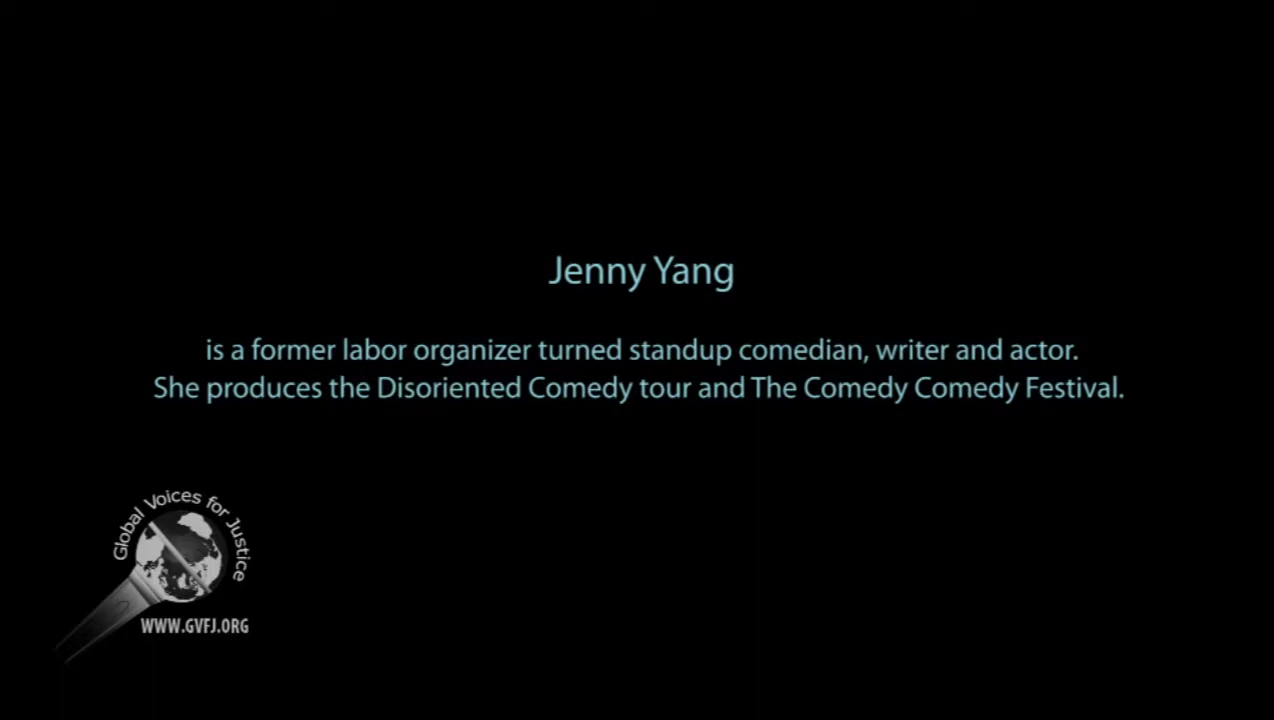 Jenny Yang
is a former labor organizer turned standup comedian, writer and actor.
She produces the Disoriented Comedy tour and The Comedy Comedy Festival.
Global Voices for Justice
WWW.GVFJ.ORG